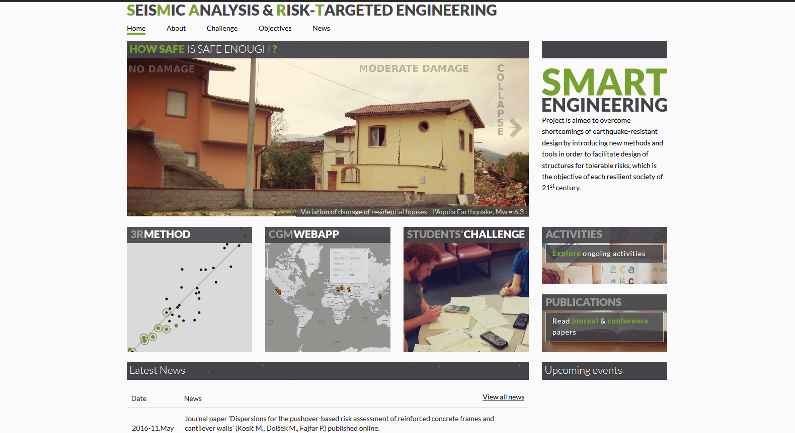 SEISMIC ANALYSIS & RISK-TARGETED ENGINEERING
Home About Challenge Objectives News
HOW SAFE IS SAFE ENOUGH ?
NO DAMAGE
MODERATE DAMAGE
COLLAPSE
Variation of damage of residential houses L'Aquila Earthquake, Mw = 6.3
SMART
ENGINEERING
Project is aimed to overcome
shortcomings of earthquake-resistant
design by introducing new methods and
tools in order to facilitate design of
structures for tolerable risks, which is
the objective of each resilient society of
21st century.
3RMETHOD
CGMWEBAPP
STUDENTS'CHALLENGE
ACTIVITIES
Explore ongoing activities
PUBLICATIONS
Read journal & conference
papers
Latest News
Upcoming events
Date News View all news
2016-11.May
Journal paper 'Dispersions for the pushover-based risk assessment of reinforced concrete frames and
cantilever walls' (Kosič M., Dolšek M., Fajfar P.) published online.